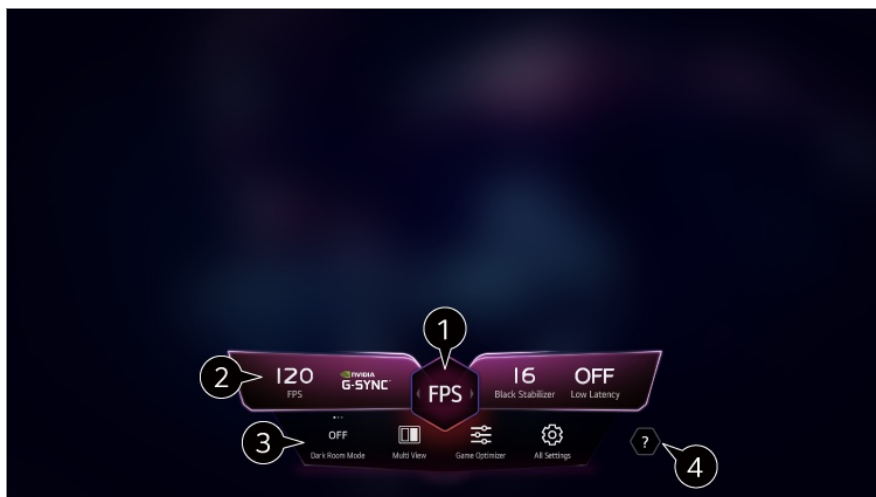 1
2
120
FPS
NVIDIA
G-SYNC
FPS
16
Black Stabilizer
OFF
Low Latency
3
OFF
Dark Room Mode
Multi View
Game Optimizer
All Settings
?
4